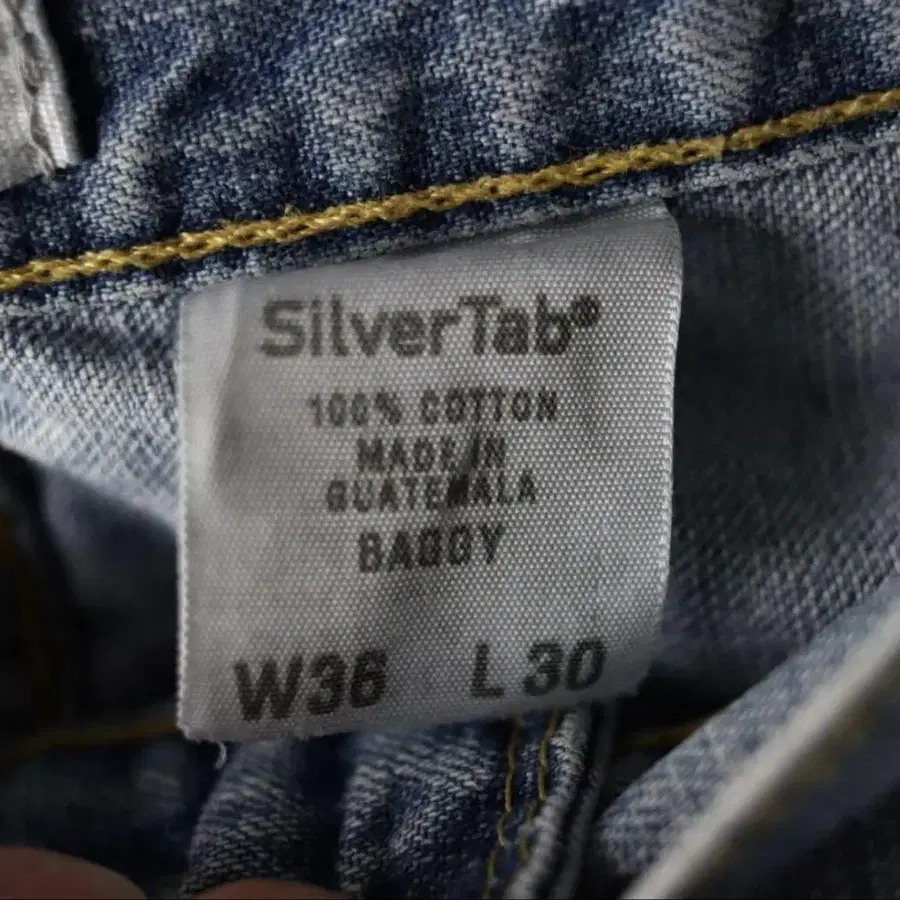 SilverTab®
100% COTTON
MADE IN
GUATEMALA
BAGGY
W36 L30